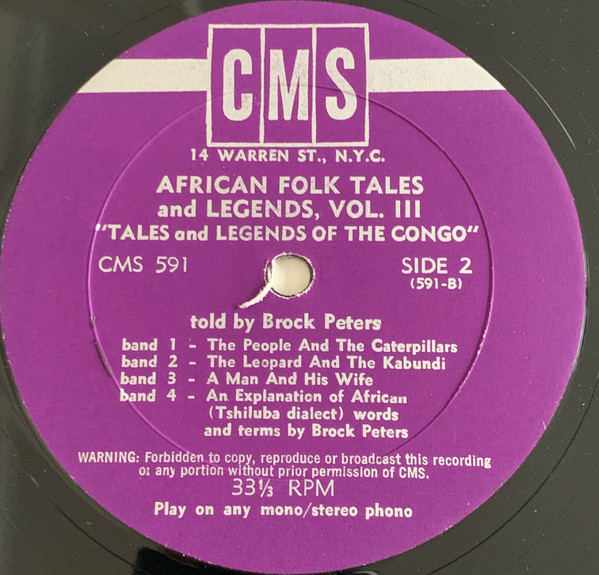 CMS
14 WARREN ST., N.Y.C.
AFRICAN FOLK TALES
and LEGENDS, VOL. III
"TALES and LEGENDS OF THE CONGO"
CMS 591 SIDE 2
(591-B)
told by Brock Peters
band 1 - The People And The Caterpillars
band 2 - The Leopard And The Kabundi
band 3 - A Man And His Wife
band 4 - An Explanation of African
(Tshiluba dialect) words
and terms by Brock Peters
WARNING: Forbidden to copy, reproduce or broadcast this recording
or any portion without prior permission of CMS.
33⅓ RPM
Play on any mono/stereo phono